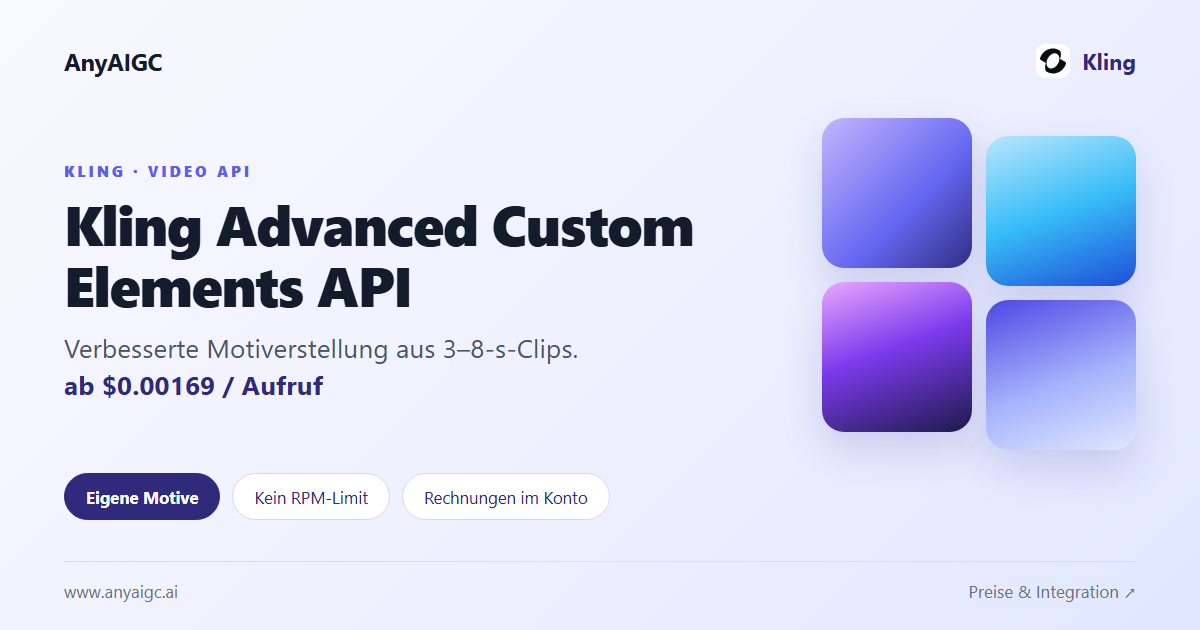 AnyAIGC
Kling
KLING · VIDEO API
Kling Advanced Custom
Elements API
Verbesserte Motiverstellung aus 3–8-s-Clips.
ab $0.00169 / Aufruf
Eigene Motive
Kein RPM-Limit
Rechnungen im Konto
www.anyaigc.ai
Preise & Integration ↗